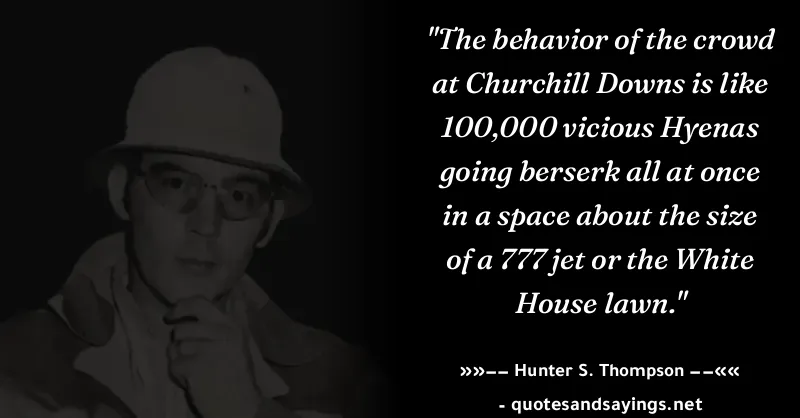 "The behavior of the crowd
at Churchill Downs is like
100,000 vicious Hyenas
going berserk all at once
in a space about the size
of a 777 jet or the White
House lawn."
»»–– Hunter S. Thompson ––««
- quotesandsayings.net